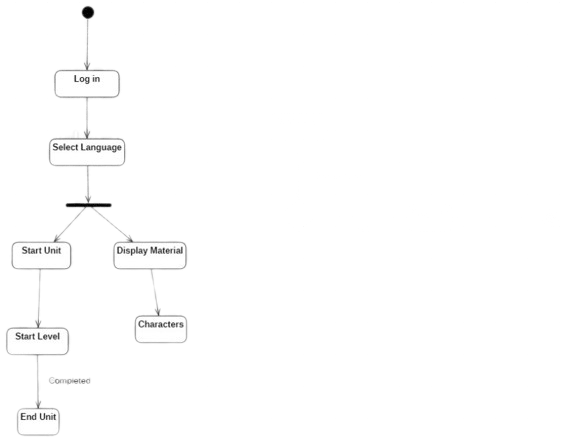 Log in
Select Language
Start Unit
Display Material
Characters
Start Level
Completed
End Unit